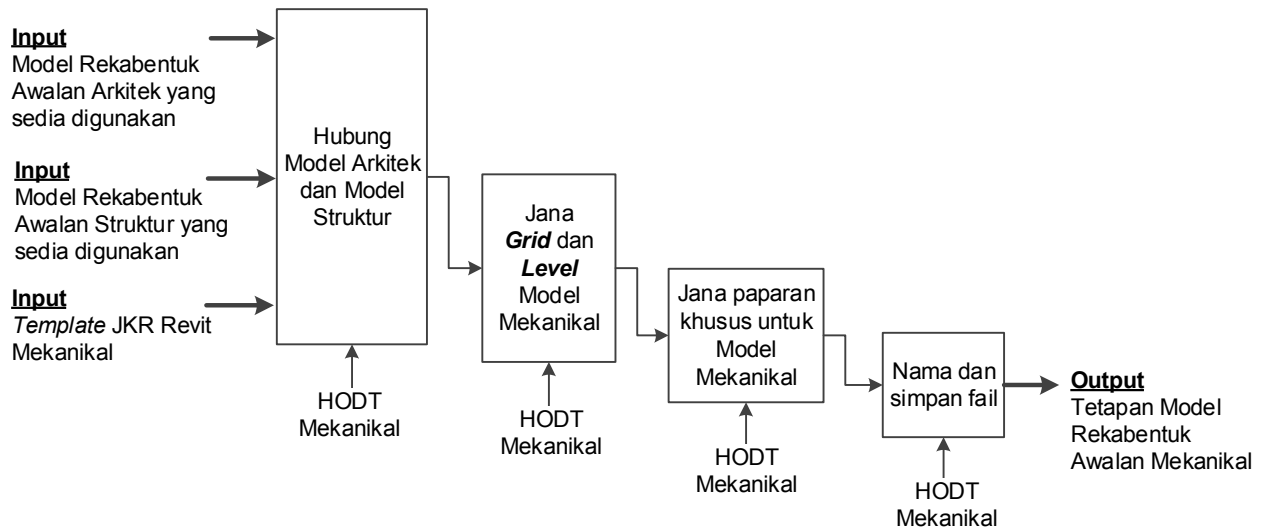 Input
Model Rekabentuk
Awalan Arkitek yang
sedia digunakan
Input
Model Rekabentuk
Awalan Struktur yang
sedia digunakan
Input
Template JKR Revit
Mekanikal
Hubung
Model Arkitek
dan Model
Struktur
HODT
Mekanikal
Jana
Grid dan
Level
Model
Mekanikal
HODT
Mekanikal
Jana paparan
khusus untuk
Model
Mekanikal
HODT
Mekanikal
Nama dan
simpan fail
HODT
Mekanikal
Output
Tetapan Model
Rekabentuk
Awalan Mekanikal